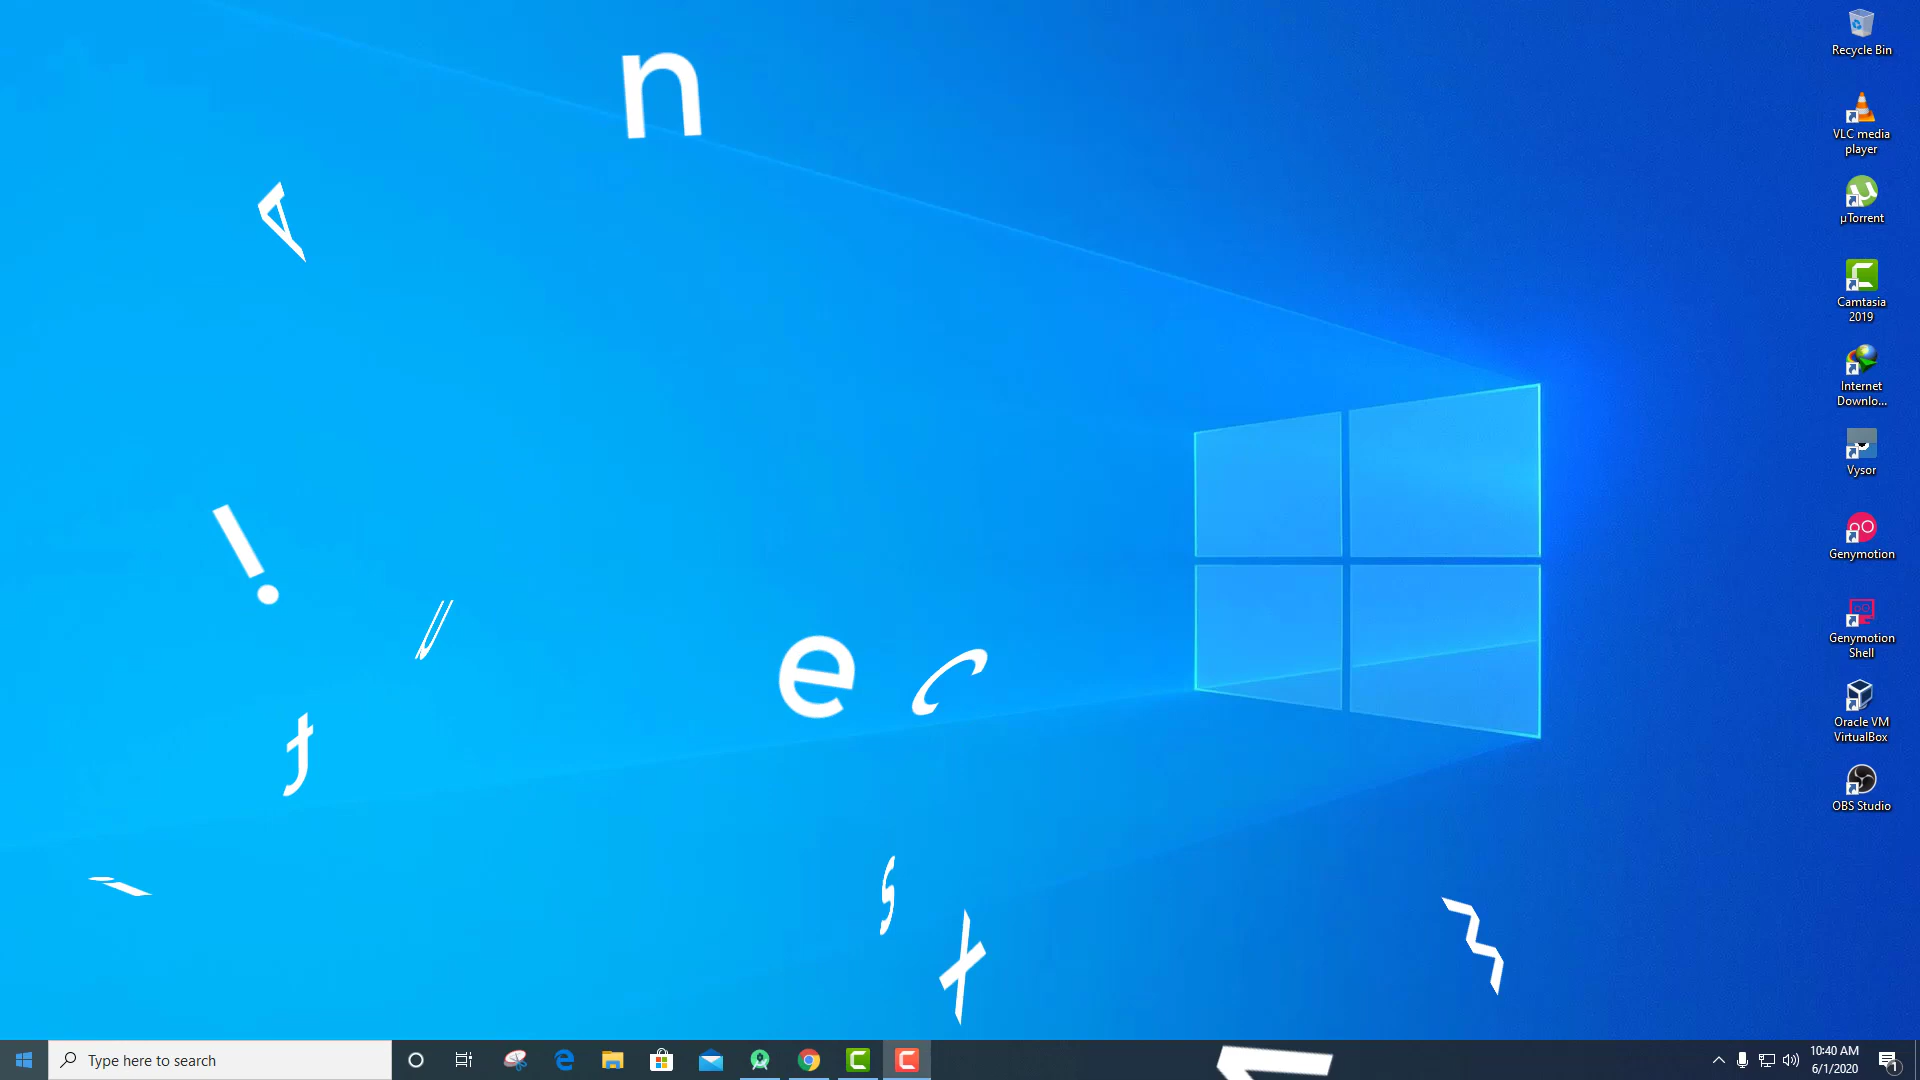 n
e
c
s
!
Recycle Bin
VLC media
player
µTorrent
Camtasia
2019
Internet
Downlo...
Vysor
Genymotion
Genymotion
Shell
Oracle VM
VirtualBox
OBS Studio
Type here to search
10:40 AM
6/1/2020
1